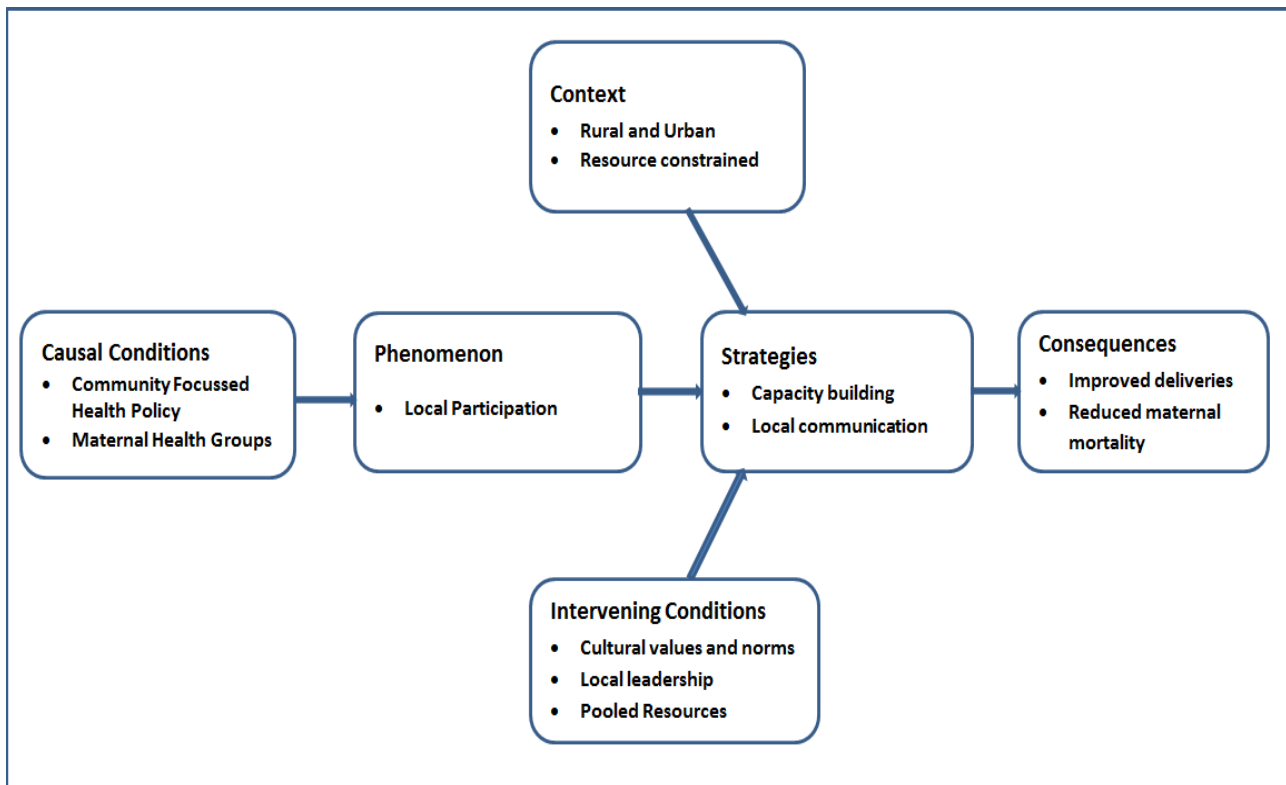 Context
• Rural and Urban
• Resource constrained
Causal Conditions
• Community Focussed
Health Policy
• Maternal Health Groups
Phenomenon
• Local Participation
Strategies
• Capacity building
• Local communication
Consequences
• Improved deliveries
• Reduced maternal
mortality
Intervening Conditions
• Cultural values and norms
• Local leadership
• Pooled Resources